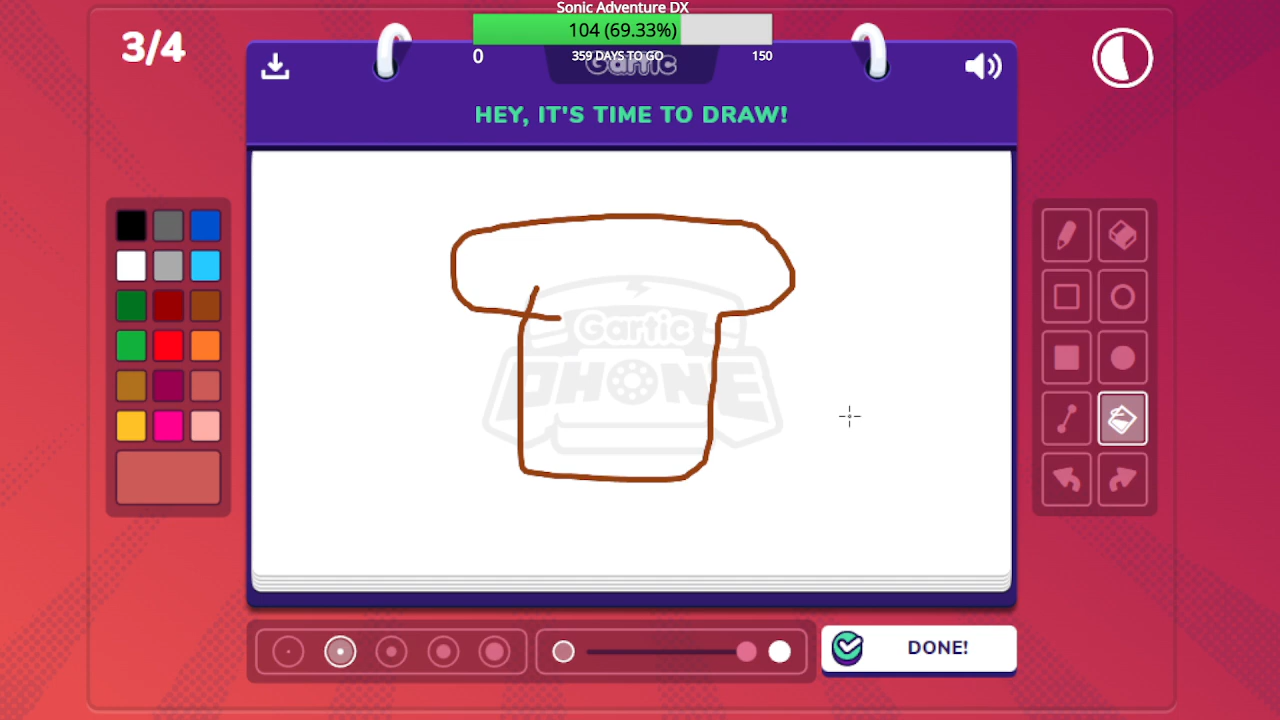 Sonic Adventure DX
104 (69.33%)
0 359 DAYS TO GO 150
3/4
Gartic
HEY, IT'S TIME TO DRAW!
Gartic
PHONE
DONE!